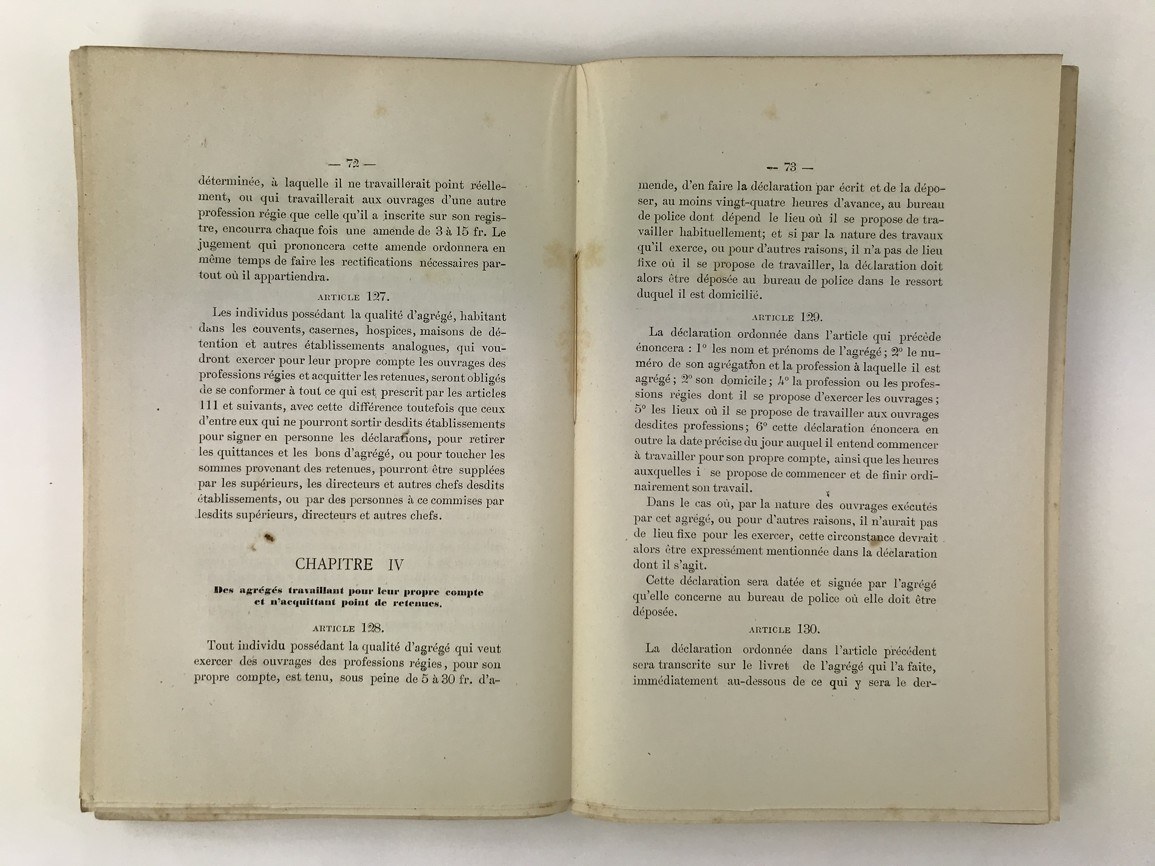 — 72 —
déterminée, à laquelle il ne travaillerait point réelle-
ment, ou qui travaillerait aux ouvrages d'une autre
profession régie que celle qu'il a inscrite sur son regis-
tre, encourra chaque fois une amende de 3 à 15 fr. Le
jugement qui prononcera cette amende ordonnera en
même temps de faire les rectifications nécessaires par-
tout où il appartiendra.
ARTICLE 127.
Les individus possédant la qualité d'agrégé, habitant
dans les couvents, casernes, hospices, maisons de dé-
tention et autres établissements analogues, qui vou-
dront exercer pour leur propre compte les ouvrages des
professions régies et acquitter les retenues, seront obligés
de se conformer à tout ce qui est prescrit par les articles
111 et suivants, avec cette différence toutefois que ceux
d'entre eux qui ne pourront sortir desdits établissements
pour signer en personne les déclarations, pour retirer
les quittances et les bons d'agrégé, ou pour toucher les
sommes provenant des retenues, pourront être supplées
par les supérieurs, les directeurs et autres chefs desdits
établissements, ou par des personnes à ce commises par
lesdits supérieurs, directeurs et autres chefs.
CHAPITRE IV
Des agrégés travaillant pour leur propre compte
et n'acquittant point de retenues.
ARTICLE 128.
Tout individu possédant la qualité d'agrégé qui veut
exercer des ouvrages des professions régies, pour son
propre compte, est tenu, sous peine de 5 à 30 fr. d'a-
— 73 —
mende, d'en faire la déclaration par écrit et de la dépo-
ser, au moins vingt-quatre heures d'avance, au bureau
de police dont dépend le lieu où il se propose de tra-
vailler habituellement; et si par la nature des travaux
qu'il exerce, ou pour d'autres raisons, il n'a pas de lieu
fixe où il se propose de travailler, la déclaration doit
alors être déposée au bureau de police dans le ressort
duquel il est domicilié.
ARTICLE 129.
La déclaration ordonnée dans l'article qui précède
énoncera : 1° les nom et prénoms de l'agrégé ; 2° le nu-
méro de son agrégation et la profession à laquelle il est
agrégé ; 2° son domicile ; 4° la profession ou les profes-
sions régies dont il se propose d'exercer les ouvrages ;
5° les lieux où il se propose de travailler aux ouvrages
desdites professions ; 6° cette déclaration énoncera en
outre la date précise du jour auquel il entend commencer
à travailler pour son propre compte, ainsi que les heures
auxquelles i se propose de commencer et de finir ordi-
nairement son travail.
Dans le cas où, par la nature des ouvrages exécutés
par cet agrégé, ou pour d'autres raisons, il n'aurait pas
de lieu fixe pour les exercer, cette circonstance devrait
alors être expressément mentionnée dans la déclaration
dont il s'agit.
Cette déclaration sera datée et signée par l'agrégé
qu'elle concerne au bureau de police où elle doit être
déposée.
ARTICLE 130.
La déclaration ordonnée dans l'article précédent
sera transcrite sur le livret de l'agrégé qui l'a faite,
immédiatement au-dessous de ce qui y sera le der-